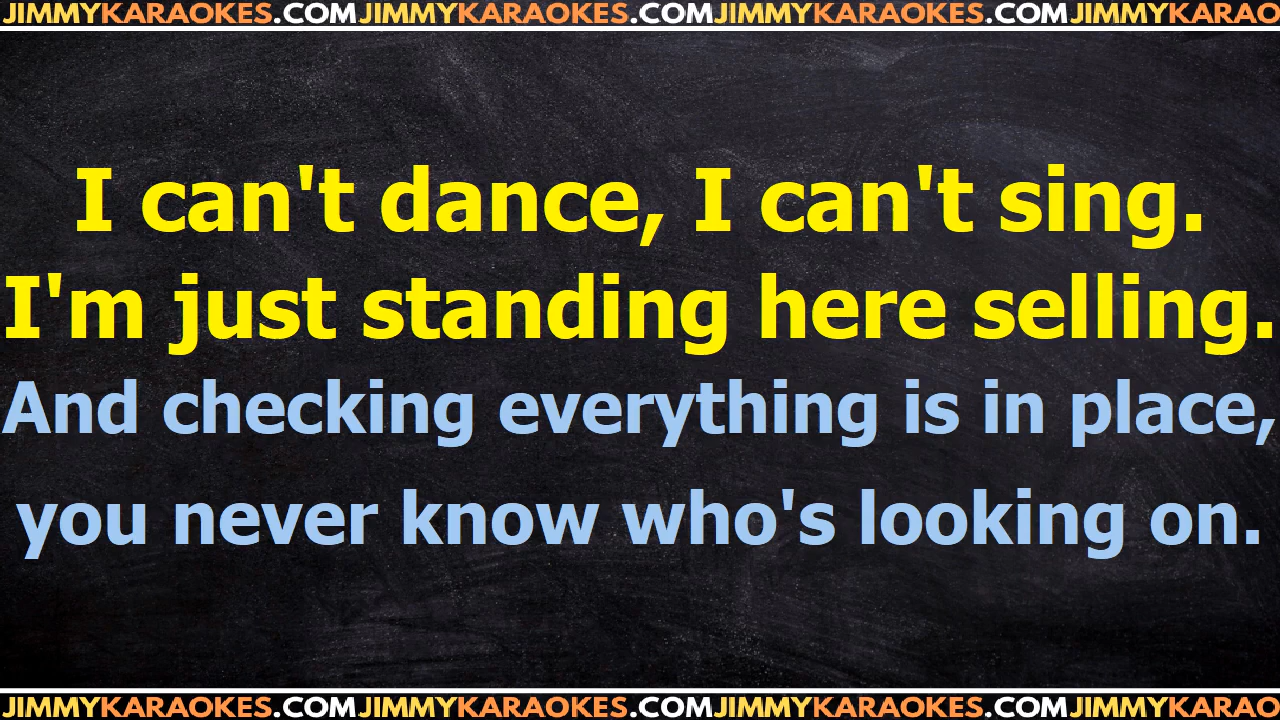 JIMMYKARAOKES.COMJIMMYKARAOKES.COMJIMMYKARAOKES.COMJIMMYKARAO
I can't dance, I can't sing.
I'm just standing here selling.
And checking everything is in place,
you never know who's looking on.
JIMMYKARAOKES.COMJIMMYKARAOKES.COMJIMMYKARAOKES.COMJIMMYKARAO